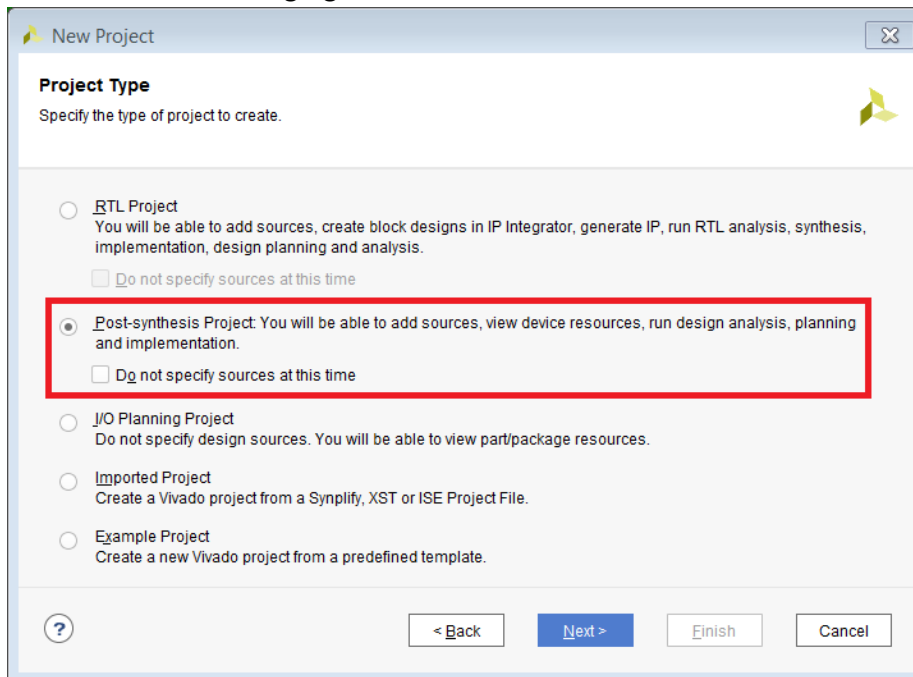 New Project
Project Type
Specify the type of project to create.
RTL Project
You will be able to add sources, create block designs in IP Integrator, generate IP, run RTL analysis, synthesis,
implementation, design planning and analysis.
Do not specify sources at this time
Post-synthesis Project: You will be able to add sources, view device resources, run design analysis, planning
and implementation.
Do not specify sources at this time
I/O Planning Project
Do not specify design sources. You will be able to view part/package resources.
Imported Project
Create a Vivado project from a Synplify, XST or ISE Project File.
Example Project
Create a new Vivado project from a predefined template.
?
< Back
Next >
Finish
Cancel